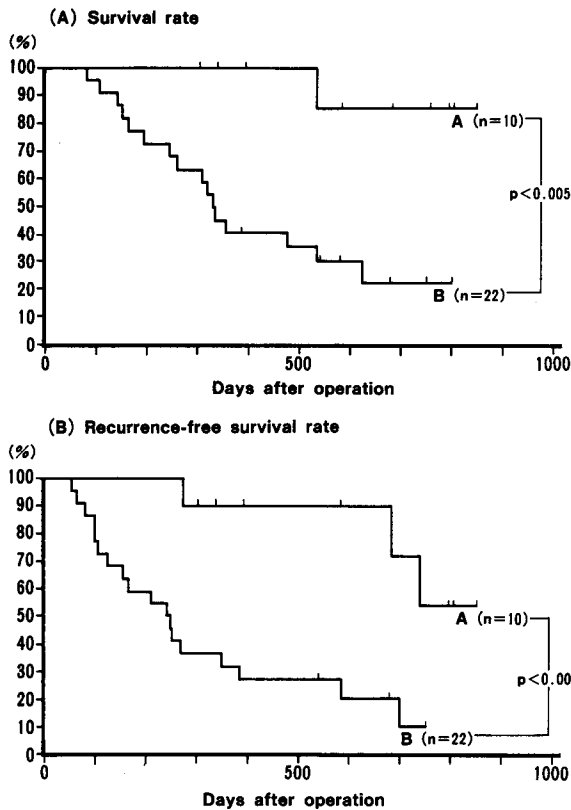 (A) Survival rate
(%)
100
90
80
70
60
50
40
30
20
10
0
A (n=10)
p<0.005
B (n=22)
0 500 1000
Days after operation
(B) Recurrence-free survival rate
(%)
100
90
80
70
60
50
40
30
20
10
0
A (n=10)
p<0.00
B (n=22)
0 500 1000
Days after operation